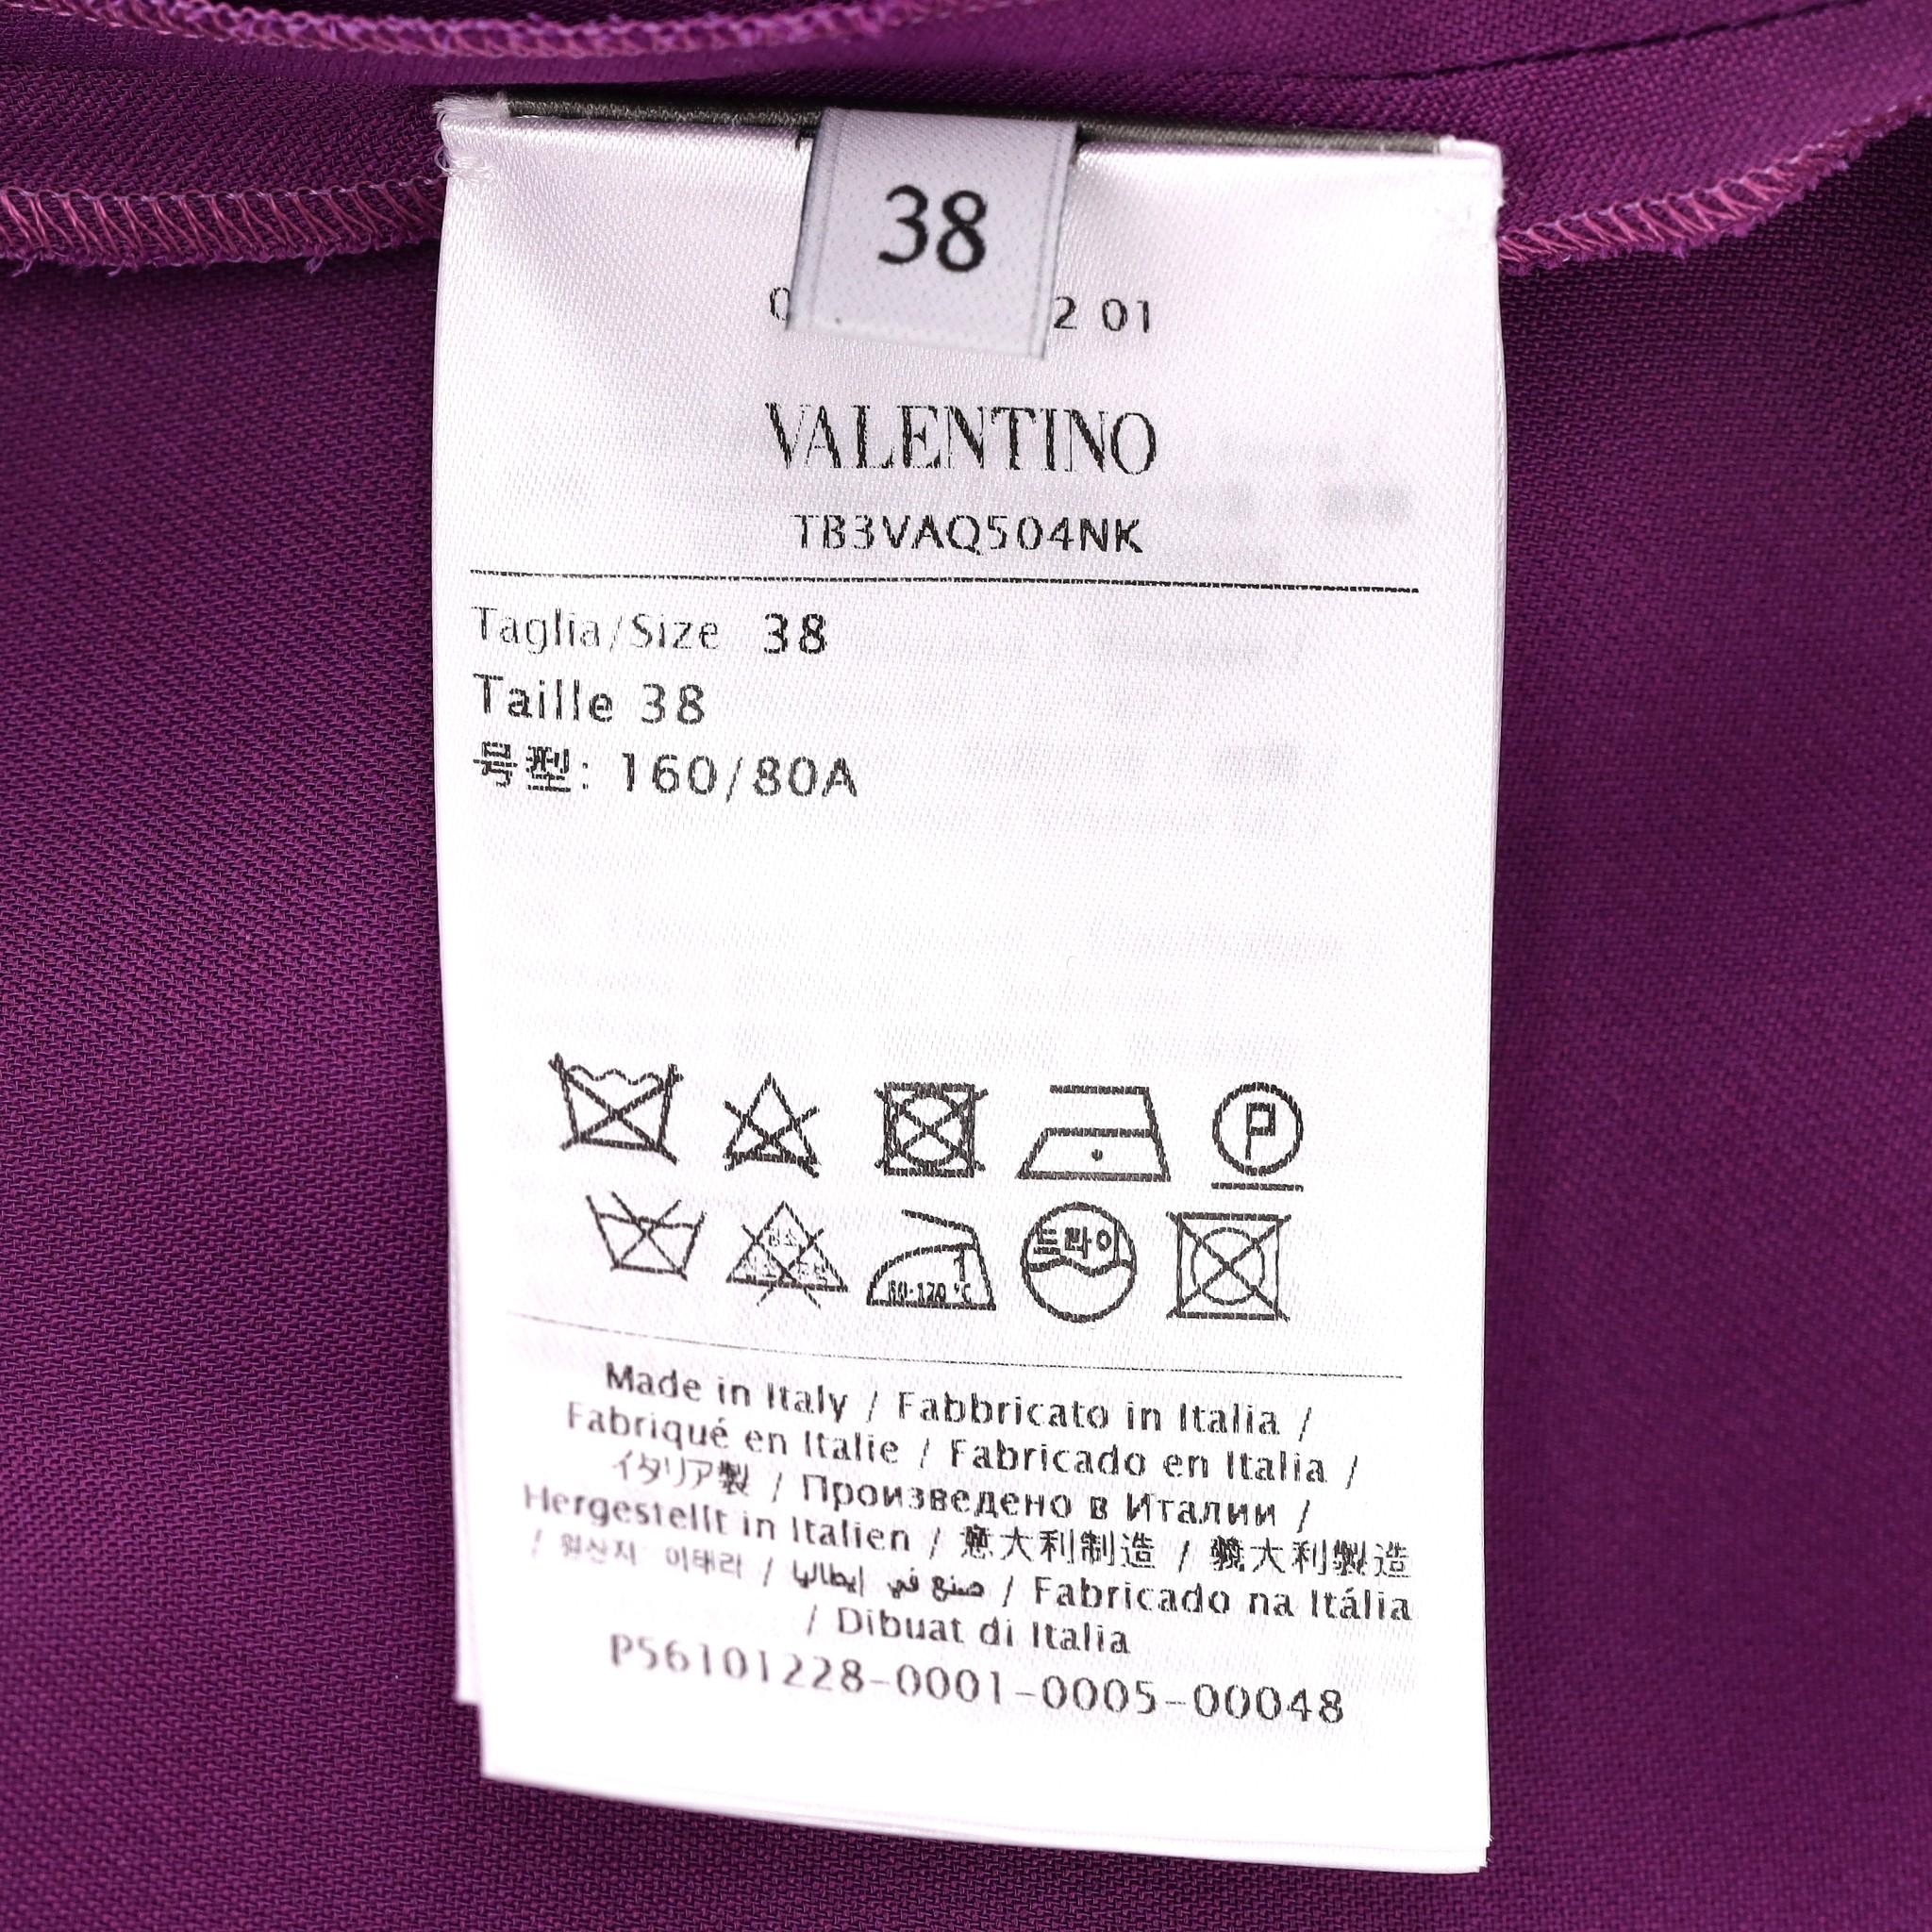 38
2 01
VALENTINO
TB3VAQ504NK
Taglia/Size 38
Taille 38
号型: 160/80A
P
드라이
60-120 °C
Made in Italy / Fabbricato in Italia /
Fabriqué en Italie / Fabricado en Italia /
イタリア製 / Произведено в Италии /
Hergestellt in Italien / 意大利制造 / 義大利製造
/ 원산지 이태리 / صنع في إيطاليا / Fabricado na Itália
/ Dibuat di Italia
P56101228-0001-0005-00048